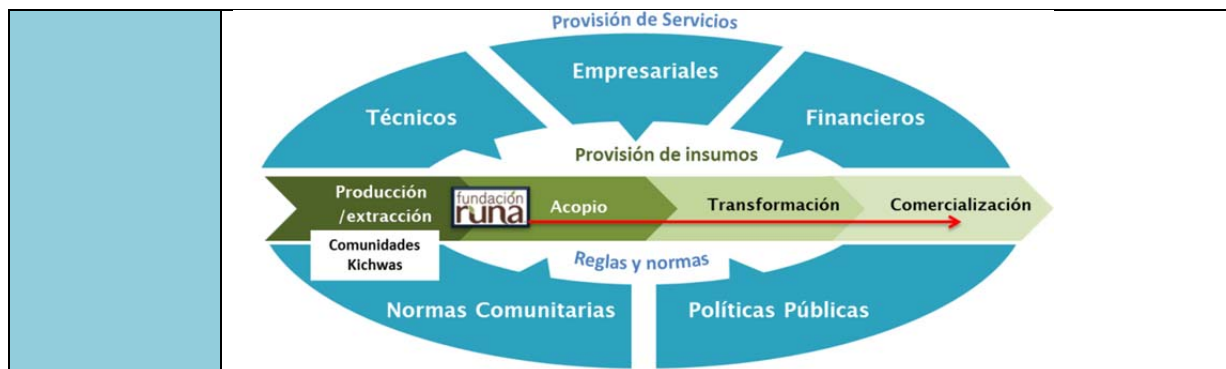 Provisión de Servicios
Empresariales
Técnicos
Financieros
Provisión de insumos
Producción
/extracción
fundación
runa
Acopio
Transformación
Comercialización
Comunidades
Kichwas
Reglas y normas
Normas Comunitarias
Políticas Públicas